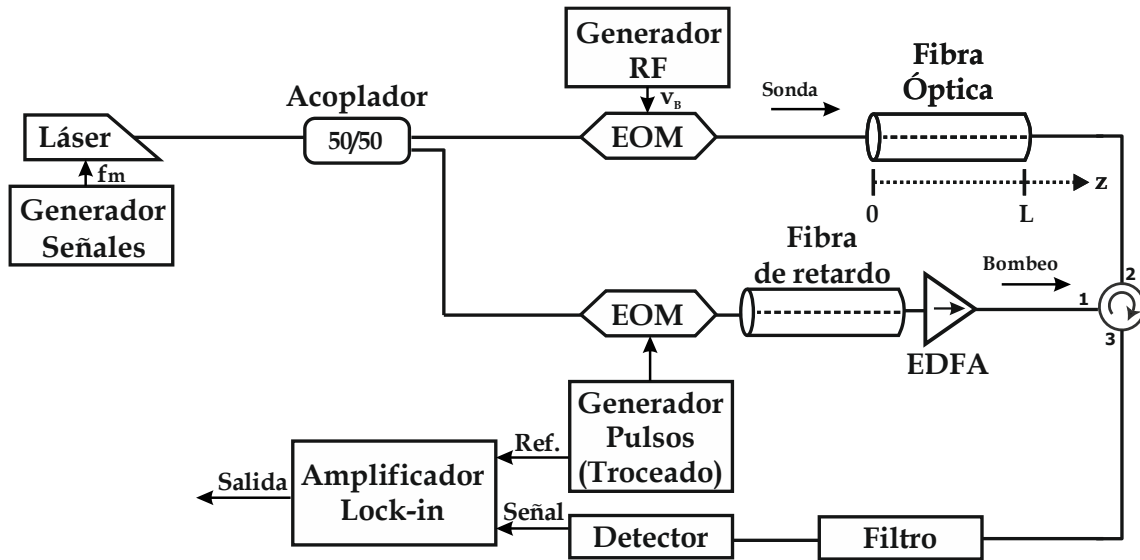 Generador
RF
Fibra
Óptica
Acoplador
Sonda
v_B
Láser
50/50
EOM
fm
z
Generador
Señales
0
L
Fibra
de retardo
Bombeo
2
1
EOM
3
EDFA
Generador
Pulsos
(Troceado)
Ref.
Salida
Amplificador
Lock-in
Señal
Detector
Filtro